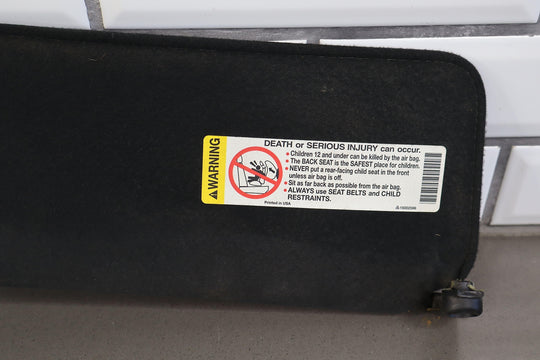 WARNING
DEATH or SERIOUS INJURY can occur.
• Children 12 and under can be killed by the air bag.
• The BACK SEAT is the SAFEST place for children.
• NEVER put a rear-facing child seat in the front
unless air bag is off.
• Sit as far back as possible from the air bag.
• ALWAYS use SEAT BELTS and CHILD
RESTRAINTS.
Printed in USA